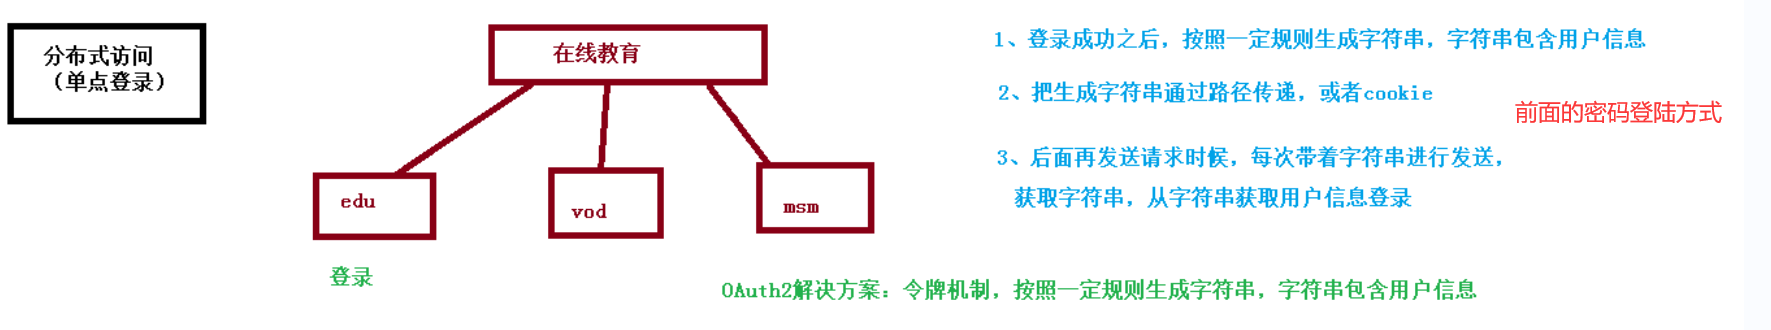 分布式访问
（单点登录）
在线教育
edu
vod
msm
登录
1、登录成功之后，按照一定规则生成字符串，字符串包含用户信息
2、把生成字符串通过路径传递，或者cookie
前面的密码登陆方式
3、后面再发送请求时候，每次带着字符串进行发送，
获取字符串，从字符串获取用户信息登录
OAuth2解决方案：令牌机制，按照一定规则生成字符串，字符串包含用户信息